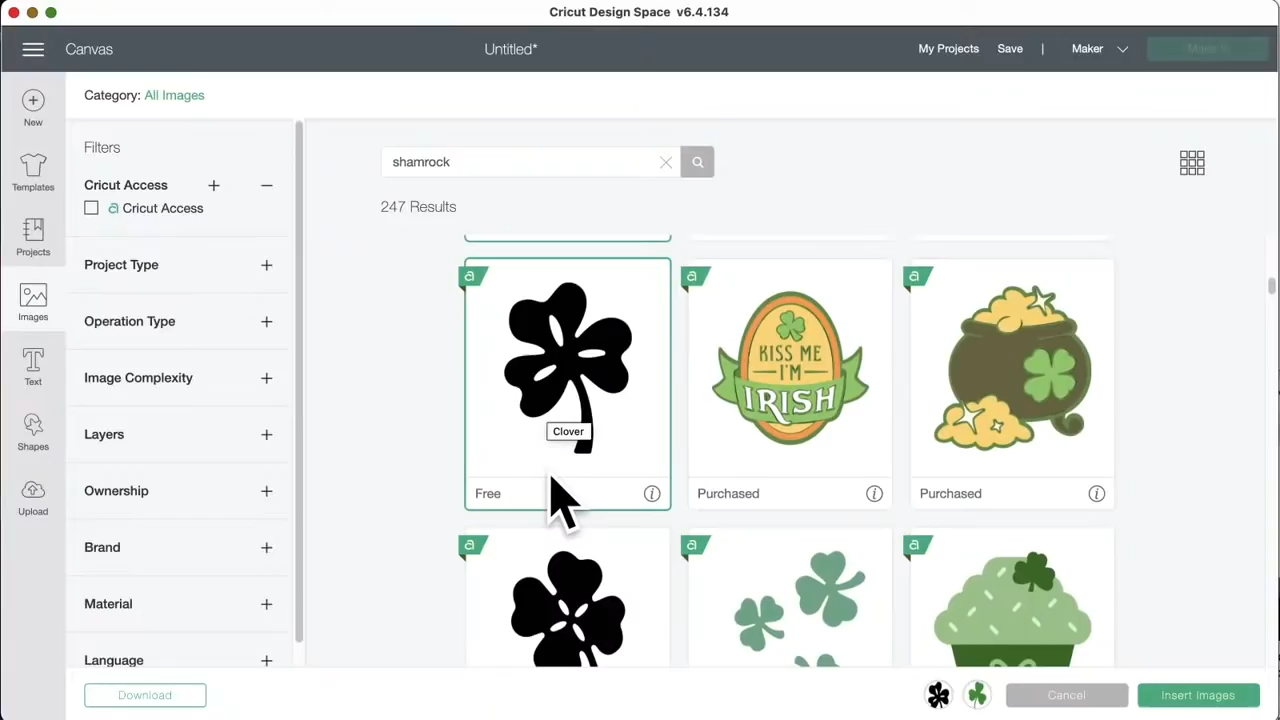 Cricut Design Space v6.4.134
Canvas
Untitled*
My Projects
Save
|
Maker
New
Templates
Projects
Images
Text
Shapes
Upload
Category: All Images
Filters
Cricut Access
a Cricut Access
Project Type
Operation Type
Image Complexity
Layers
Ownership
Brand
Material
Language
Download
shamrock
247 Results
a
a
a
KISS ME
I'M
IRISH
Clover
Free
Purchased
Purchased
a
a
a
Cancel
Insert Images